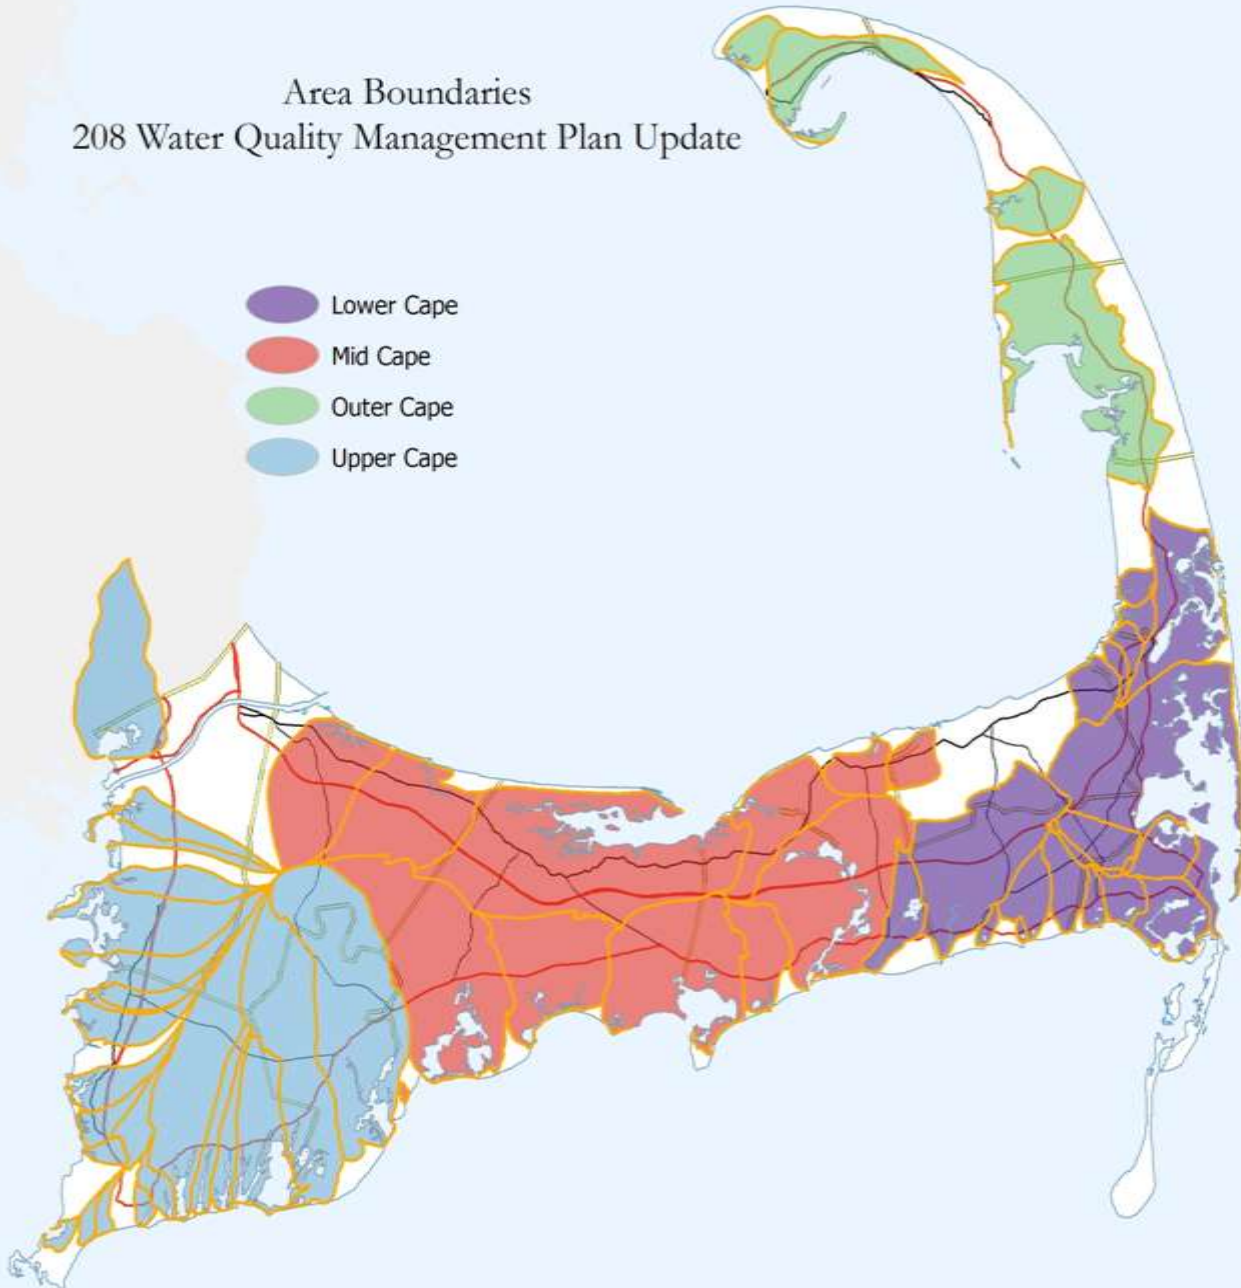 Area Boundaries
208 Water Quality Management Plan Update
Lower Cape
Mid Cape
Outer Cape
Upper Cape